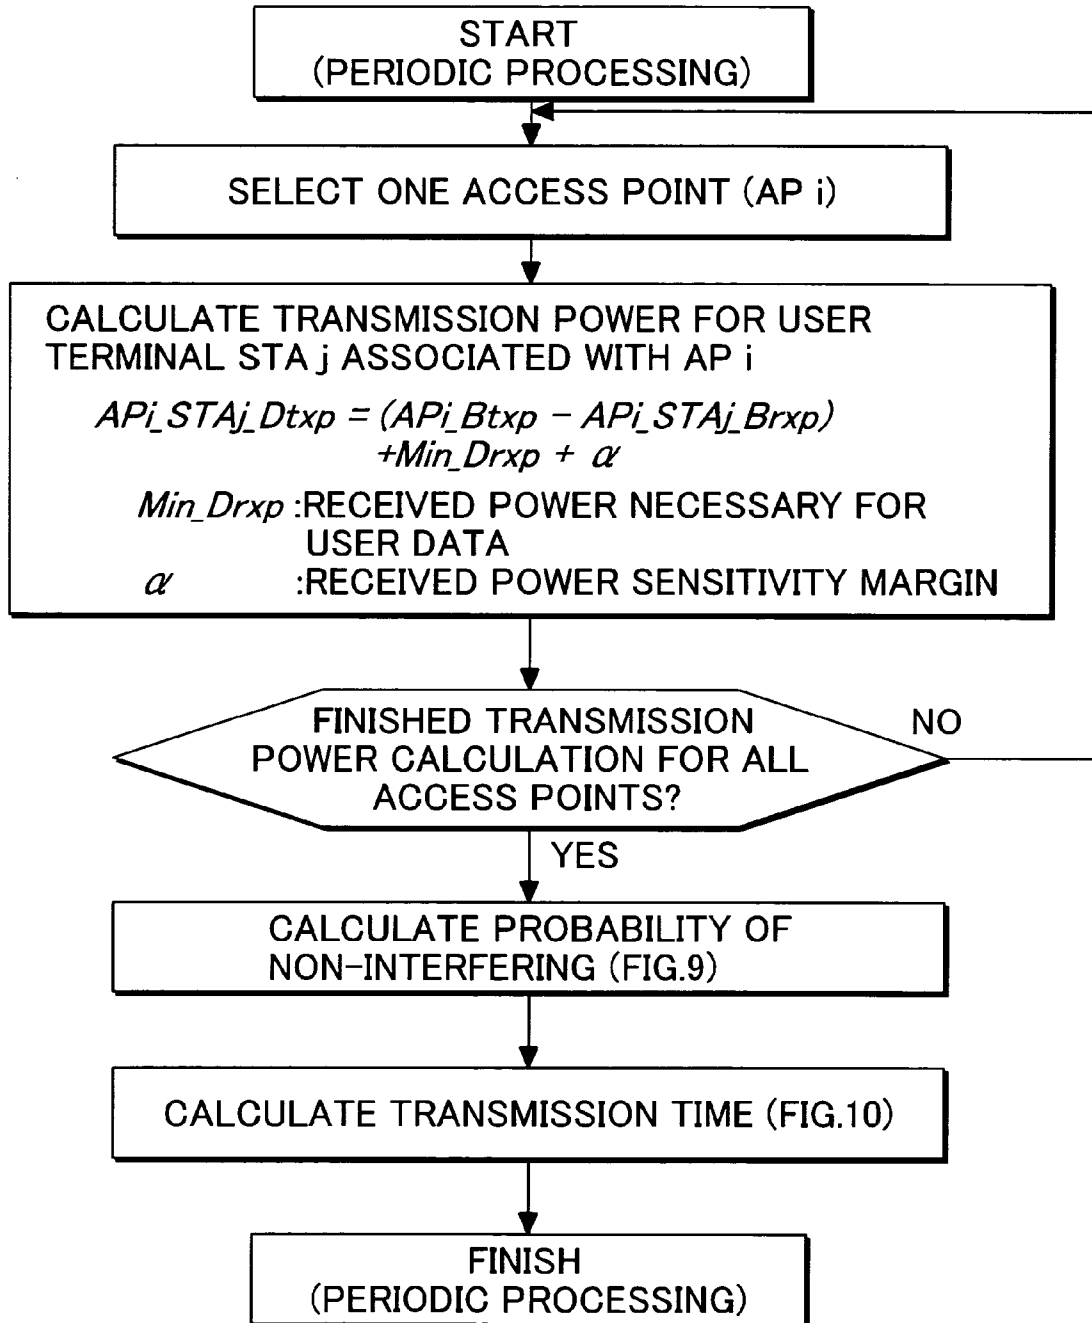 START
(PERIODIC PROCESSING)
SELECT ONE ACCESS POINT (AP i)
CALCULATE TRANSMISSION POWER FOR USER
TERMINAL STA j ASSOCIATED WITH AP i
APi_STAj_Dtxp = (APi_Btxp − APi_STAj_Brxp)
+Min_Drxp + α
Min_Drxp :RECEIVED POWER NECESSARY FOR
USER DATA
α :RECEIVED POWER SENSITIVITY MARGIN
FINISHED TRANSMISSION
POWER CALCULATION FOR ALL
ACCESS POINTS?
NO
YES
CALCULATE PROBABILITY OF
NON-INTERFERING (FIG.9)
CALCULATE TRANSMISSION TIME (FIG.10)
FINISH
(PERIODIC PROCESSING)